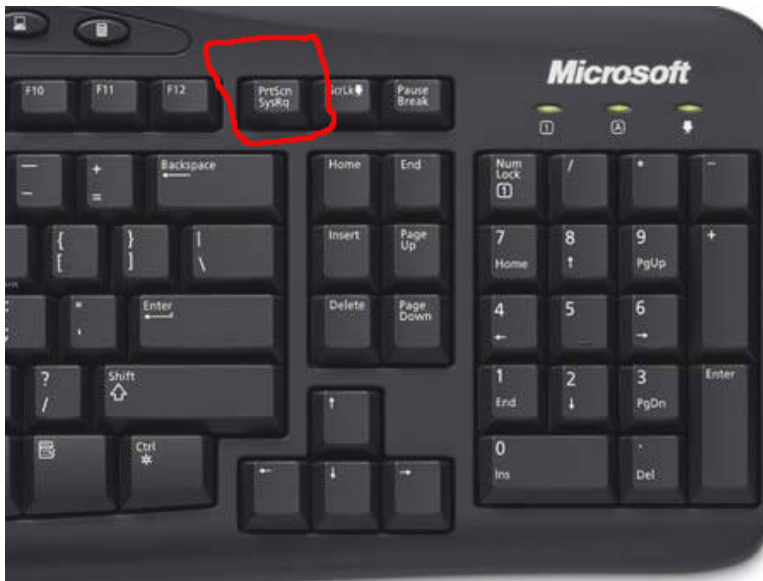 Microsoft
F10 F11 F12 PrtScn ScrLk Pause
SysRq Break
1 A
— + Backspace Home End Num / * -
- = Lock
1
{ } | Insert Page 7 8 9 +
[ ] \ Up Home ↑ PgUp
" Enter Delete Page 4 5 6
; ' Down ← _ →
? Shift ↑ 1 2 3 Enter
/ End ↓ PgDn
Ctrl ← ↓ → 0 .
Ins Del